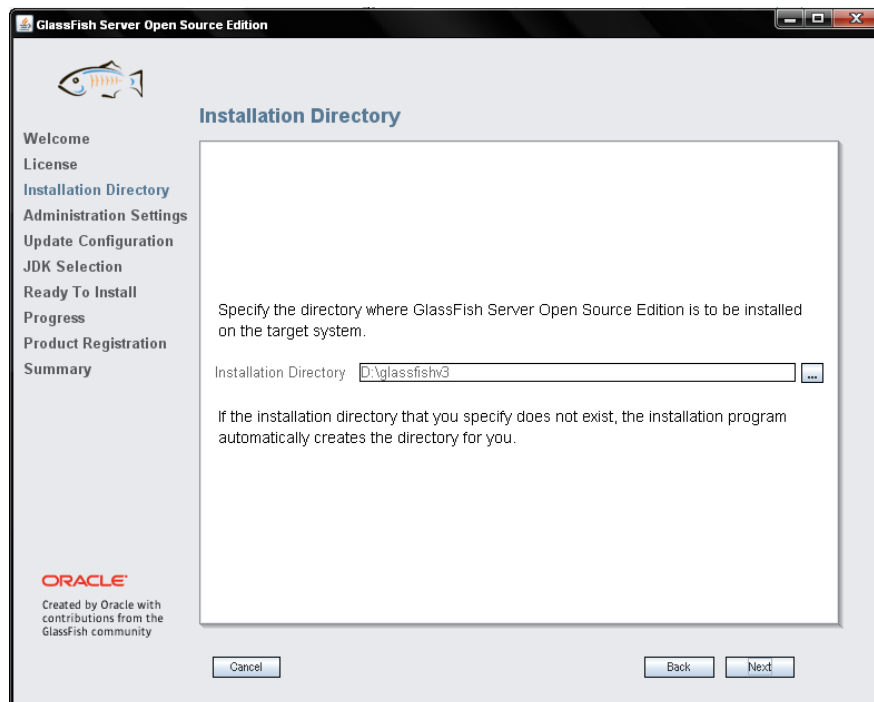 GlassFish Server Open Source Edition
Installation Directory
Welcome
License
Installation Directory
Administration Settings
Update Configuration
JDK Selection
Ready To Install
Progress
Product Registration
Summary
Specify the directory where GlassFish Server Open Source Edition is to be installed
on the target system.
Installation Directory D:\glassfishv3 ...
If the installation directory that you specify does not exist, the installation program
automatically creates the directory for you.
ORACLE
Created by Oracle with
contributions from the
GlassFish community
Cancel Back Next